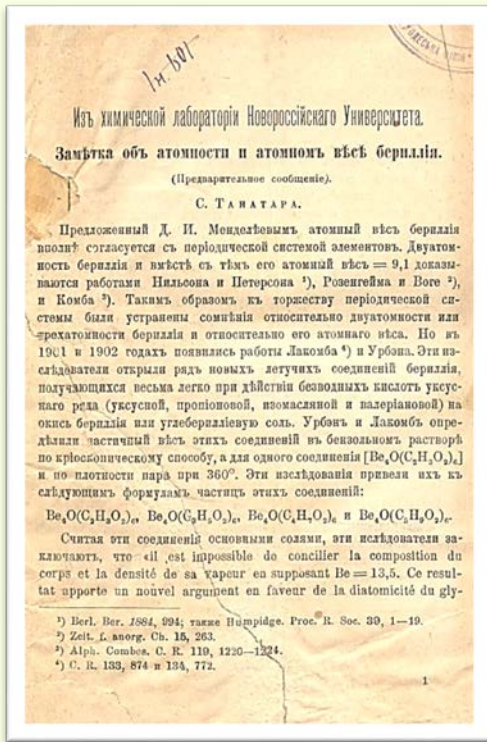 Изъ химической лабораторіи Новороссійскаго Университета.
Замѣтка объ атомности и атомномъ вѣсѣ бериллія.
(Предварительное сообщеніе).
С. ТАНАТАРА.
Предложенный Д. И. Менделѣевымъ атомный вѣсъ бериллія
вполнѣ согласуется съ періодической системой элементовъ. Двуатом-
ность бериллія и вмѣстѣ съ тѣмъ его атомный вѣсъ = 9,1 доказы-
ваются работами Нильсона и Петерсона ¹), Розенгейма и Воге ²),
и Комба ³). Такимъ образомъ къ торжеству періодической си-
стемы были устранены сомнѣнія относительно двуатомности или
трехатомности бериллія и относительно его атомнаго вѣса. Но въ
1901 и 1902 годахъ появились работы Лакомба ⁴) и Урбэна. Эти из-
слѣдователи открыли рядъ новыхъ летучихъ соединеній бериллія,
получающихся весьма легко при дѣйствіи безводныхъ кислотъ уксус-
наго ряда (уксусной, пропіоновой, изомасляной и валеріановой) на
окись бериллія или углебериллiевую соль. Урбэнъ и Лакомбъ опре-
дѣлили частичный вѣсъ этихъ соединеній въ бензольномъ растворѣ
по кріоскопическому способу, а для одного соединенія [Be₄O(C₂H₃O₂)₆]
и по плотности пара при 360°. Эти изслѣдованія привели ихъ къ
слѣдующимъ формуламъ частицъ этихъ соединеній:
Be₄O(C₂H₃O₂)₆, Be₄O(C₃H₅O₂)₆, Be₄O(C₄H₇O₂)₆ и Be₄O(C₅H₉O₂)₆.
Считая эти соединенія основными солями, эти ислѣдователи за-
ключаютъ, что «il est impossible de concilier la composition du
corps et la densité de sa vapeur en supposant Be = 13,5. Ce resul-
tat apporte un nouvel argument en faveur de la diatomicité du gly-
¹) Berl. Ber. 1884, 994; также Humpidge. Proc. R. Soc. 39, 1—19.
²) Zeit. f. anorg. Ch. 15, 263.
³) Alph. Combes. C. R. 119, 1220—1224.
⁴) C. R. 133, 874 и 134, 772.
1